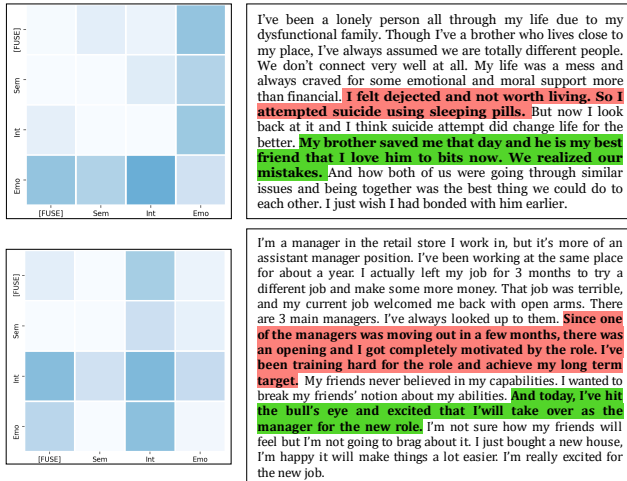 [FUSE]
Sem
Int
Emo
[FUSE] Sem Int Emo
I've been a lonely person all through my life due to my
dysfunctional family. Though I've a brother who lives close to
my place, I've always assumed we are totally different people.
We don't connect very well at all. My life was a mess and
always craved for some emotional and moral support more
than financial. I felt dejected and not worth living. So I
attempted suicide using sleeping pills. But now I look
back at it and I think suicide attempt did change life for the
better. My brother saved me that day and he is my best
friend that I love him to bits now. We realized our
mistakes. And how both of us were going through similar
issues and being together was the best thing we could do to
each other. I just wish I had bonded with him earlier.
[FUSE]
Sem
Int
Emo
[FUSE] Sem Int Emo
I'm a manager in the retail store I work in, but it's more of an
assistant manager position. I've been working at the same place
for about a year. I actually left my job for 3 months to try a
different job and make some more money. That job was terrible,
and my current job welcomed me back with open arms. There
are 3 main managers. I've always looked up to them. Since one
of the managers was moving out in a few months, there was
an opening and I got completely motivated by the role. I've
been training hard for the role and achieve my long term
target. My friends never believed in my capabilities. I wanted to
break my friends' notion about my abilities. And today, I've hit
the bull's eye and excited that I'will take over as the
manager for the new role. I'm not sure how my friends will
feel but I'm not going to brag about it. I just bought a new house,
I'm happy it will make things a lot easier. I'm really excited for
the new job.